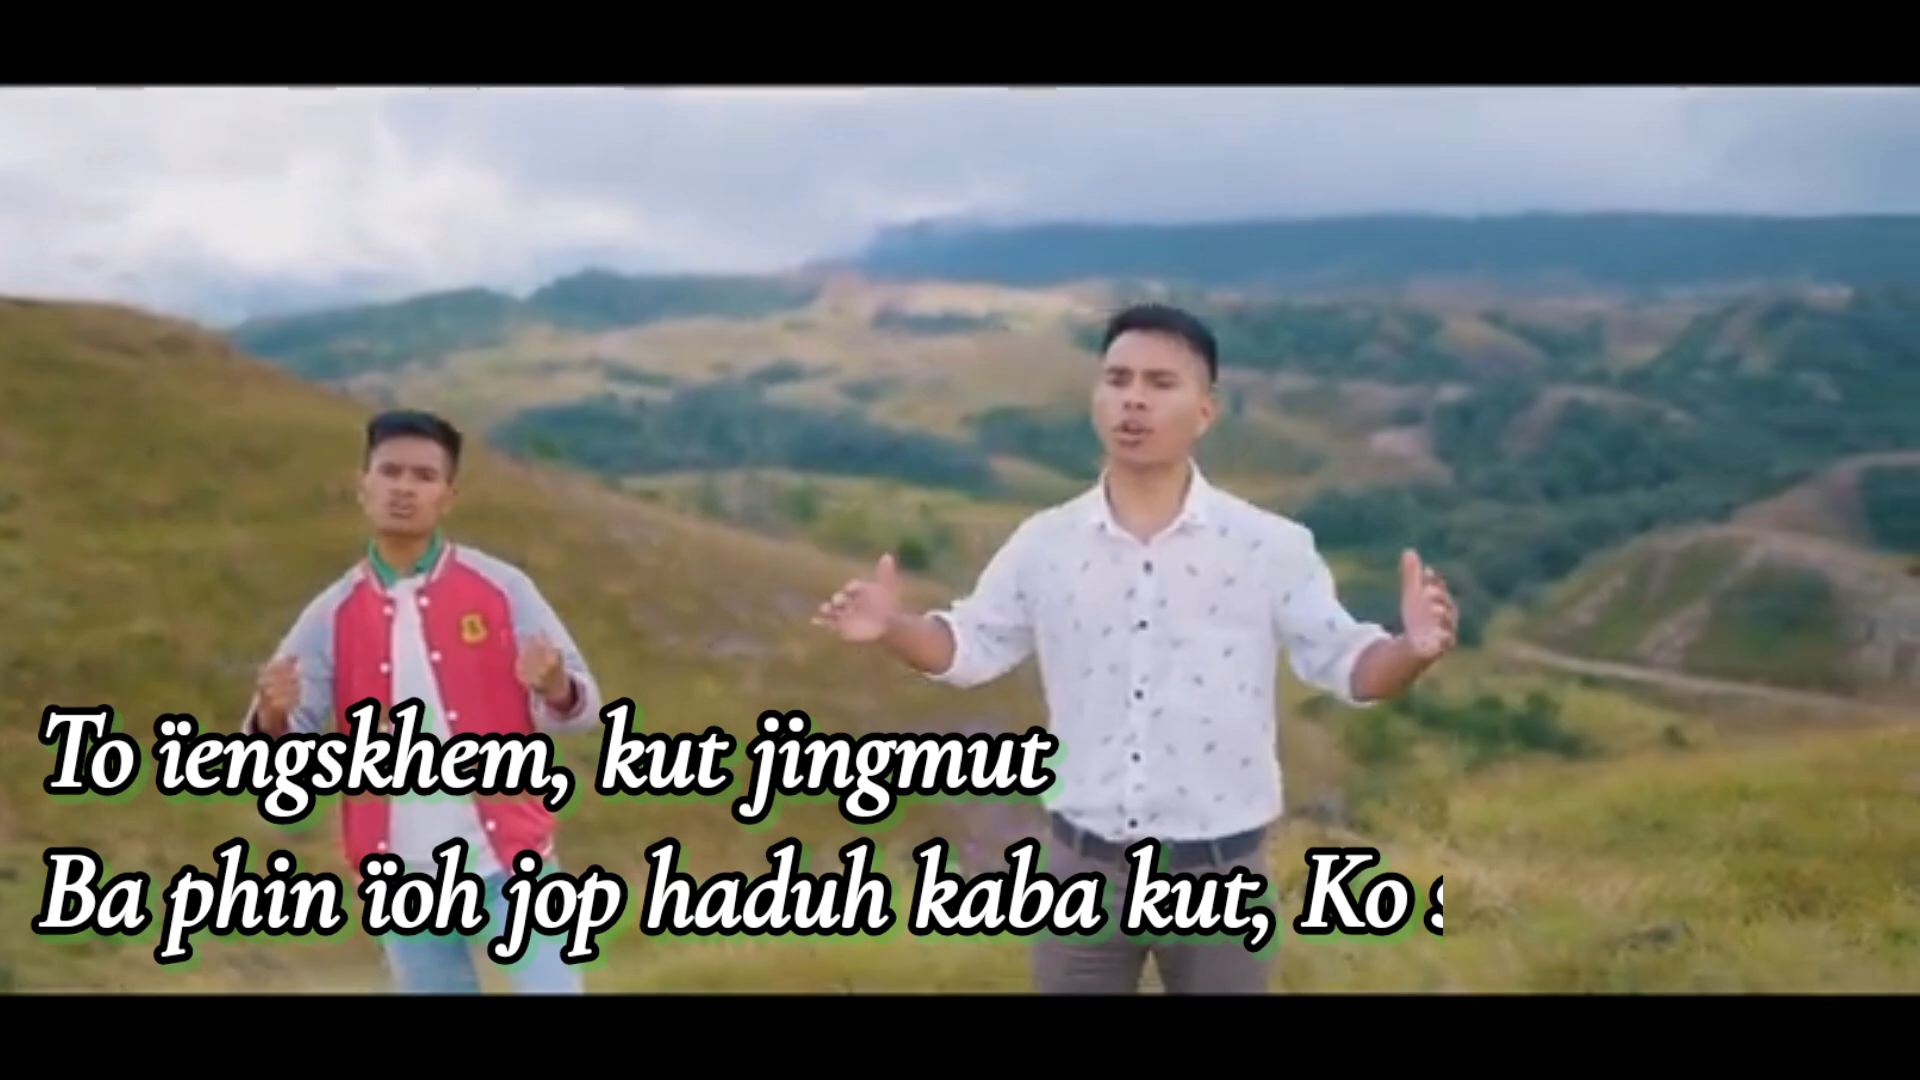 To ïengskhem, kut jingmut
Ba phin ïoh jop haduh kaba kut, Ko